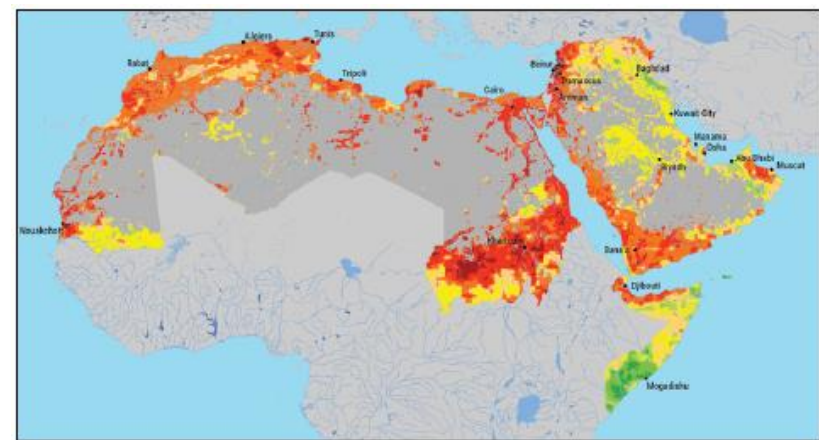 Algiers
Tunis
Rabat
Tripoli
Beirut
Damascus
Amman
Baghdad
Cairo
Kuwait City
Manama
Doha
Abu Dhabi
Muscat
Riyadh
Nouakchott
Khartoum
Sana'a
Djibouti
Mogadishu